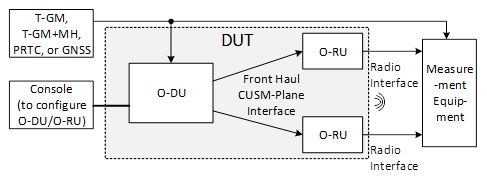 T-GM,
T-GM+MH,
PRTC, or GNSS
Console
(to configure
O-DU/O-RU)
DUT
O-DU
Front Haul
CUSM-Plane
Interface
O-RU
O-RU
Radio
Interface
Radio
Interface
Measure
-ment
Equip-
ment